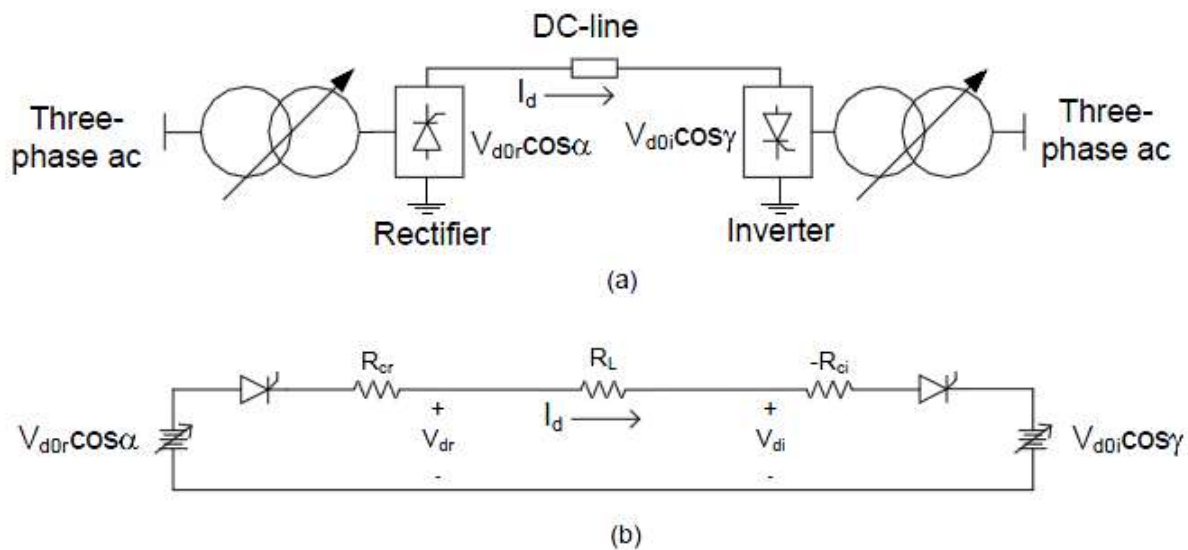 DC-line
Three-
phase ac
I_d
V_d0r cosα
V_d0i cosγ
Three-
phase ac
Rectifier
Inverter
(a)
R_cr
R_L
-R_ci
V_d0r cosα
+
V_dr
-
I_d
+
V_di
-
V_d0i cosγ
(b)